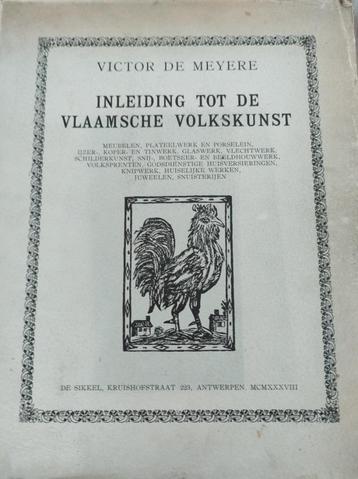 VICTOR DE MEYERE
INLEIDING TOT DE
VLAAMSCHE VOLKSKUNST
MEUBELEN, PLATEELWERK EN PORSELEIN,
IJZER-, KOPER- EN TINWERK, GLASWERK, VLECHTWERK,
SCHILDERKUNST, SNIJ-, BOETSEER- EN BEELDHOUWWERK,
VOLKSPRENTEN, GODSDIENSTIGE HUISVERSIERINGEN,
KNIPWERK, HUISELIJKE WERKEN,
JUWEELEN, SNUISTERIJEN
DE SIKKEL, KRUISHOFSTRAAT 223, ANTWERPEN. MCMXXXVIII